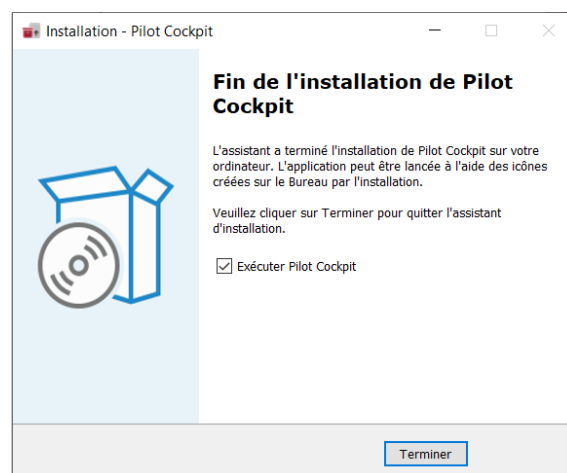 Installation - Pilot Cockpit
Fin de l'installation de Pilot
Cockpit
L'assistant a terminé l'installation de Pilot Cockpit sur votre
ordinateur. L'application peut être lancée à l'aide des icônes
créées sur le Bureau par l'installation.
Veuillez cliquer sur Terminer pour quitter l'assistant
d'installation.
Exécuter Pilot Cockpit
Terminer